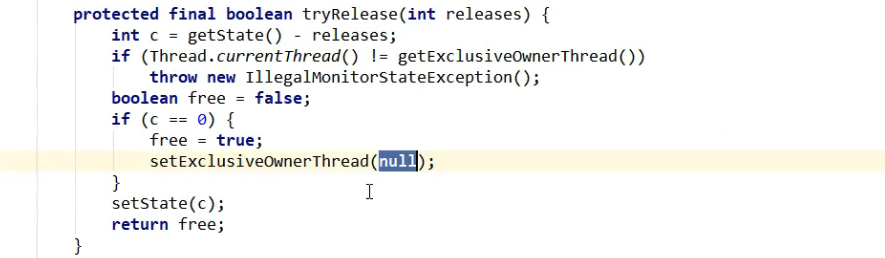 protected final boolean tryRelease(int releases) {
int c = getState() - releases;
if (Thread.currentThread() != getExclusiveOwnerThread())
throw new IllegalMonitorStateException();
boolean free = false;
if (c == 0) {
free = true;
setExclusiveOwnerThread(null);
}
setState(c);
return free;
}